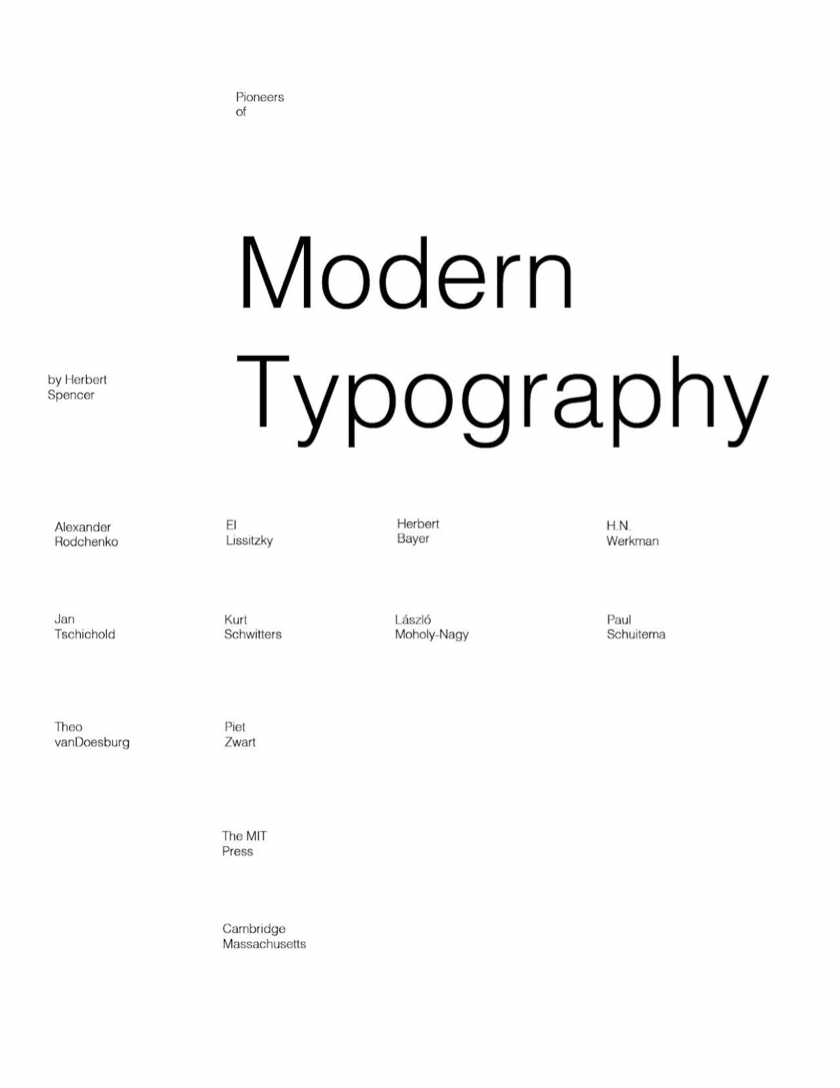 Pioneers
of
Modern
Typography
by Herbert
Spencer
Alexander
Rodchenko
El
Lissitzky
Herbert
Bayer
H.N.
Werkman
Jan
Tschichold
Kurt
Schwitters
László
Moholy-Nagy
Paul
Schuitema
Theo
vanDoesburg
Piet
Zwart
The MIT
Press
Cambridge
Massachusetts